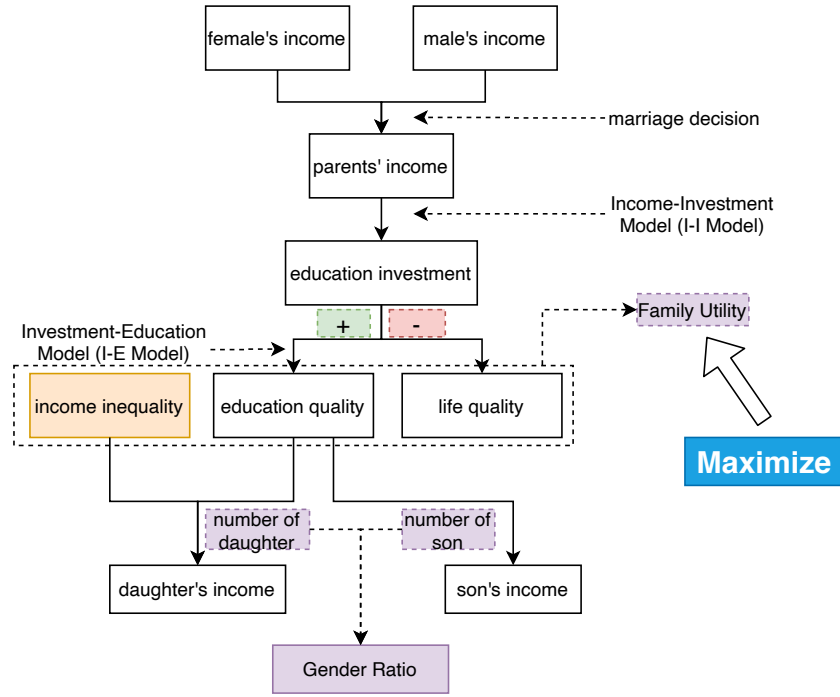 female's income
male's income
marriage decision
parents' income
Income-Investment
Model (I-I Model)
education investment
Family Utility
+
-
Investment-Education
Model (I-E Model)
income inequality
education quality
life quality
Maximize
number of
daughter
number of
son
daughter's income
son's income
Gender Ratio